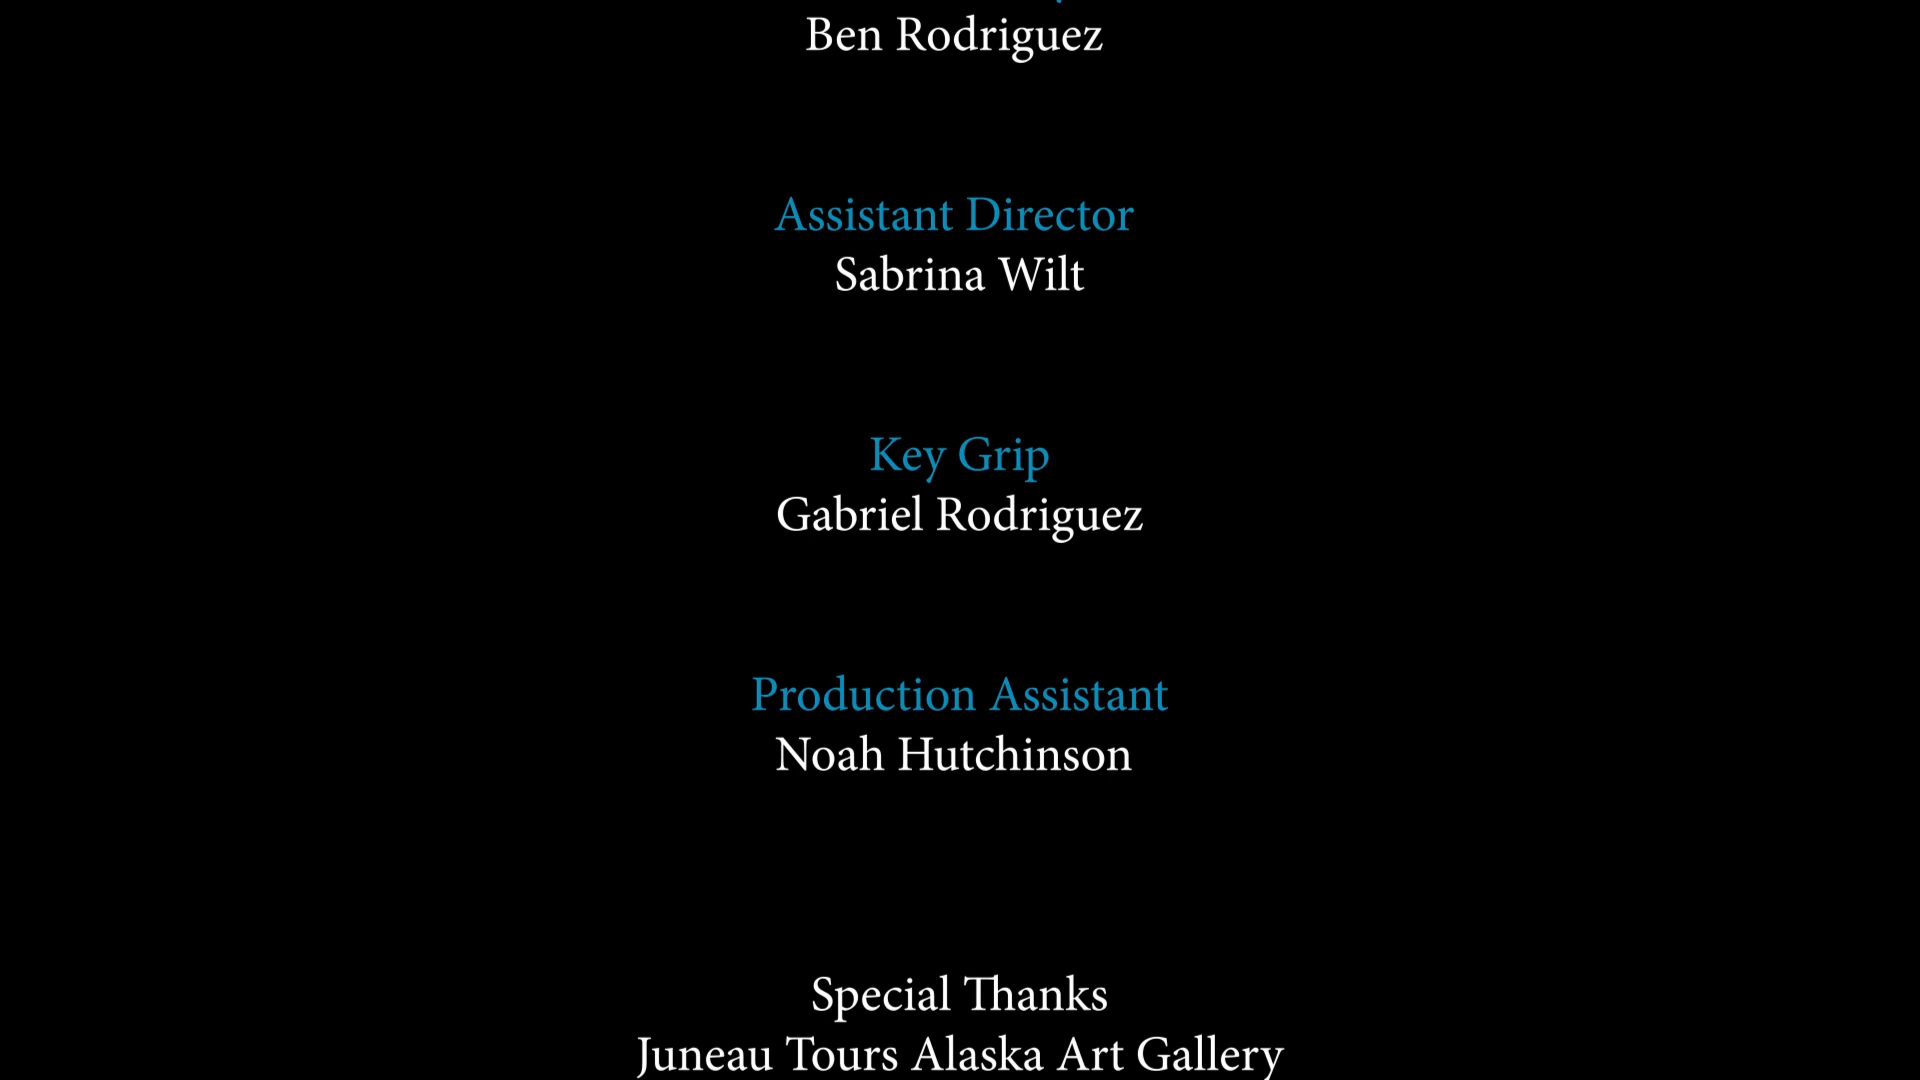 Ben Rodriguez
Assistant Director
Sabrina Wilt
Key Grip
Gabriel Rodriguez
Production Assistant
Noah Hutchinson
Special Thanks
Juneau Tours Alaska Art Gallery